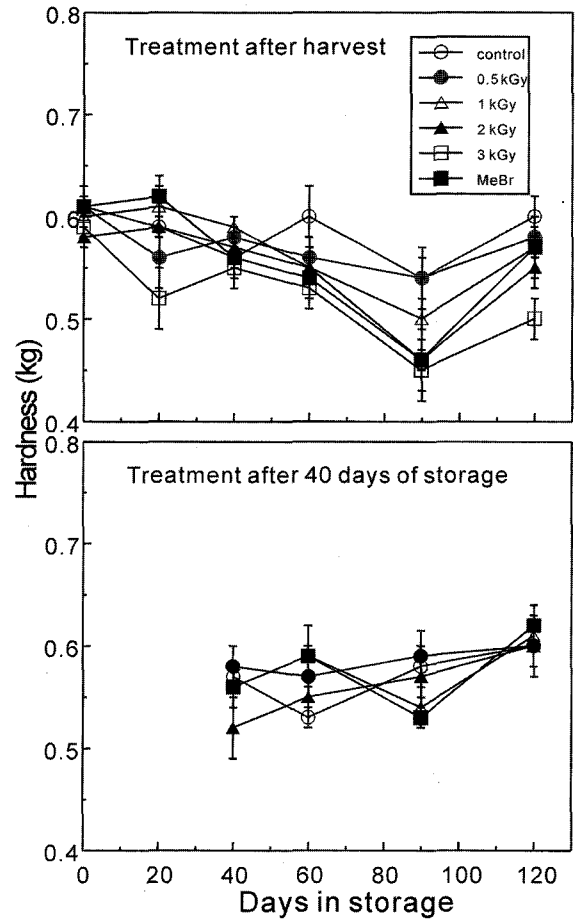 0.8
Treatment after harvest
control
0.5 kGy
1 kGy
2 kGy
3 kGy
MeBr
0.7
0.6
0.5
0.4
Hardness (kg)
0.8
Treatment after 40 days of storage
0.7
0.6
0.5
0.4
0 20 40 60 80 100 120
Days in storage